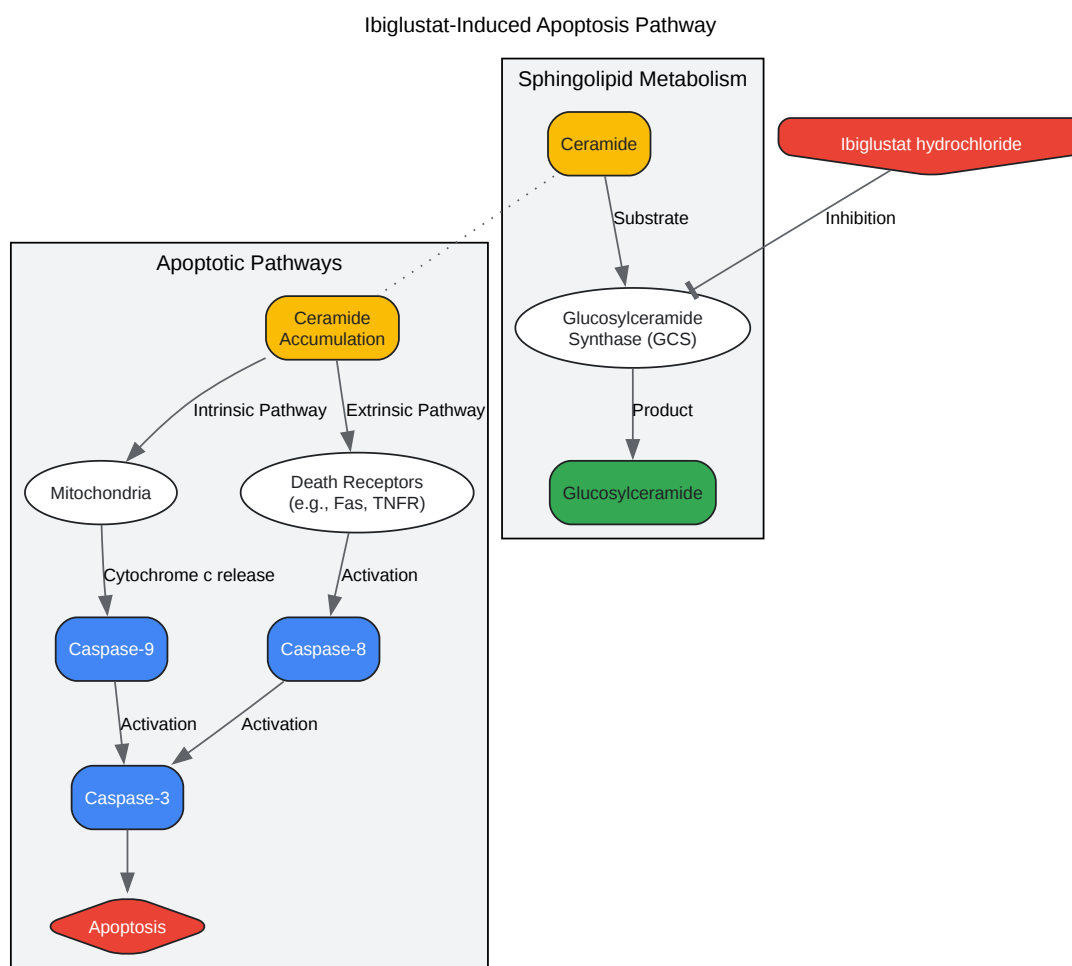 Ibiglustat-Induced Apoptosis Pathway
Sphingolipid Metabolism
Ceramide
Ibiglustat hydrochloride
Substrate
Inhibition
Apoptotic Pathways
Ceramide
Accumulation
Glucosylceramide
Synthase (GCS)
Intrinsic Pathway
Extrinsic Pathway
Product
Mitochondria
Death Receptors
(e.g., Fas, TNFR)
Glucosylceramide
Cytochrome c release
Activation
Caspase-9
Caspase-8
Activation
Activation
Caspase-3
Apoptosis